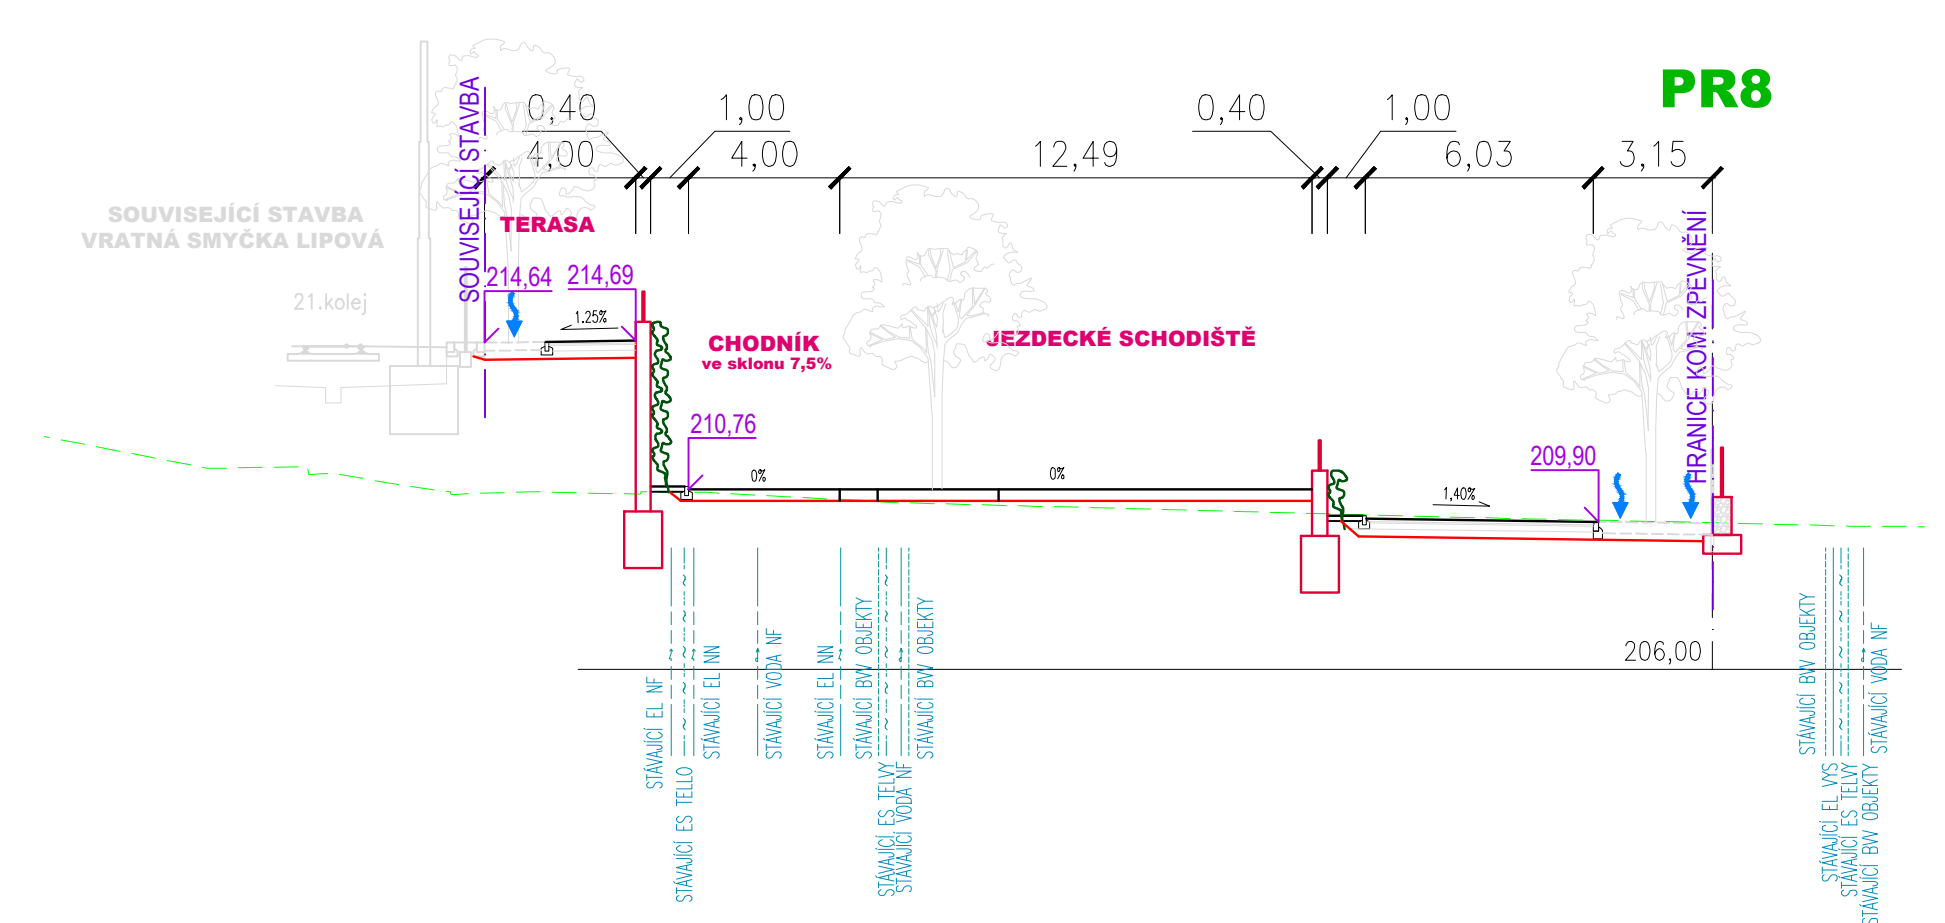 PR8
0,40
1,00
0,40
1,00
4,00
4,00
12,49
6,03
3,15
SOUVISEJÍCÍ STAVBA
VRATNÁ SMYČKA LIPOVÁ
SOUVISEJÍCÍ STAVBA
TERASA
HRANICE KOM. ZPEVNĚNÍ
214,64
214,69
21.kolej
1.25%
CHODNÍK
ve sklonu 7,5%
JEZDECKÉ SCHODIŠTĚ
210,76
209,90
0%
0%
1,40%
206,00
STÁVAJÍCÍ EL NF
STÁVAJÍCÍ ES TELLO
STÁVAJÍCÍ EL NN
STÁVAJÍCÍ VODA NF
STÁVAJÍCÍ EL NN
STÁVAJÍCÍ BVV OBJEKTY
STÁVAJÍCÍ ES TELVY
STÁVAJÍCÍ VODA NF
STÁVAJÍCÍ BVV OBJEKTY
STÁVAJÍCÍ BVV OBJEKTY
STÁVAJÍCÍ EL VYS
STÁVAJÍCÍ ES TELVY
STÁVAJÍCÍ BVV OBJEKTY
STÁVAJÍCÍ VODA NF